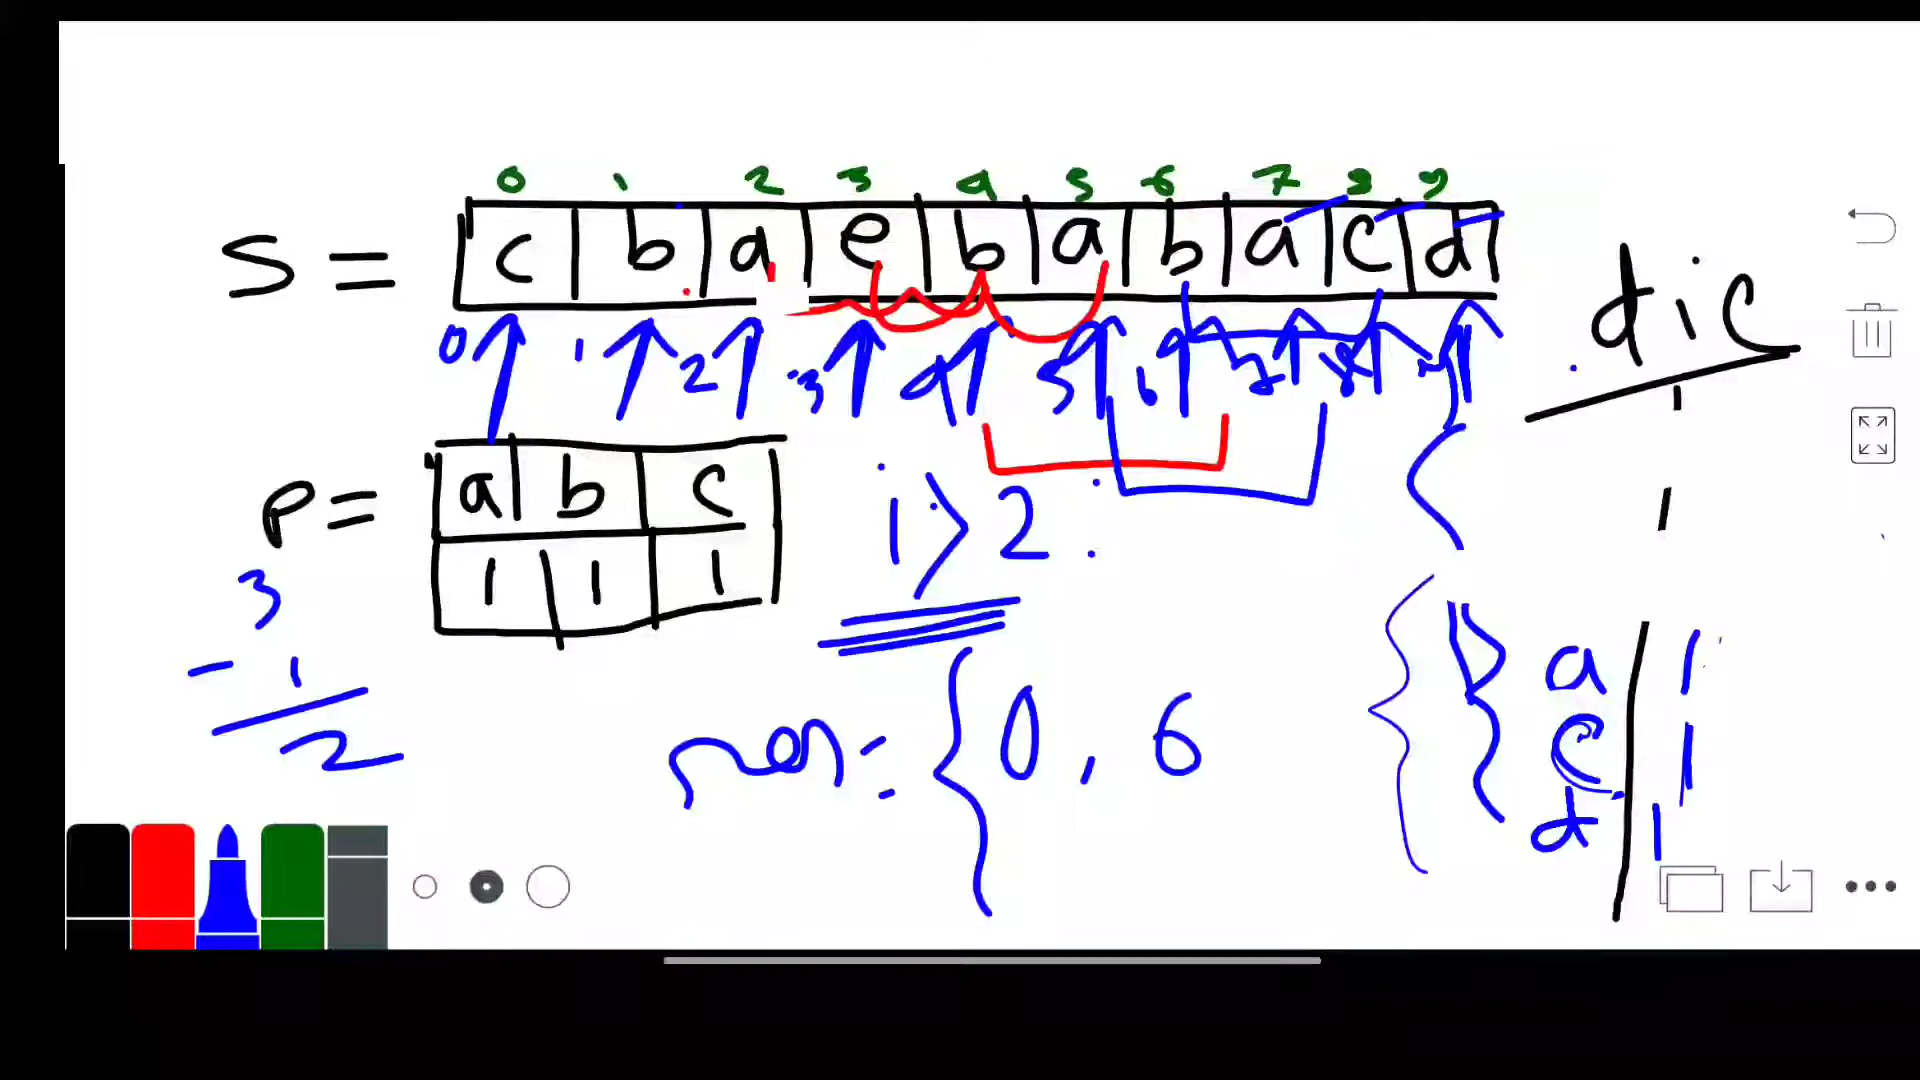 0 1 2 3 4 5 6 7 8 9
S = c b a e b a b a c d
0 1 2 3 4 5 6 7 8
dic
1
P = a b c
1 1 1
i > 2 :
1
3
- 1
2
res = { 0 , 6
a 1
c 1
d 1